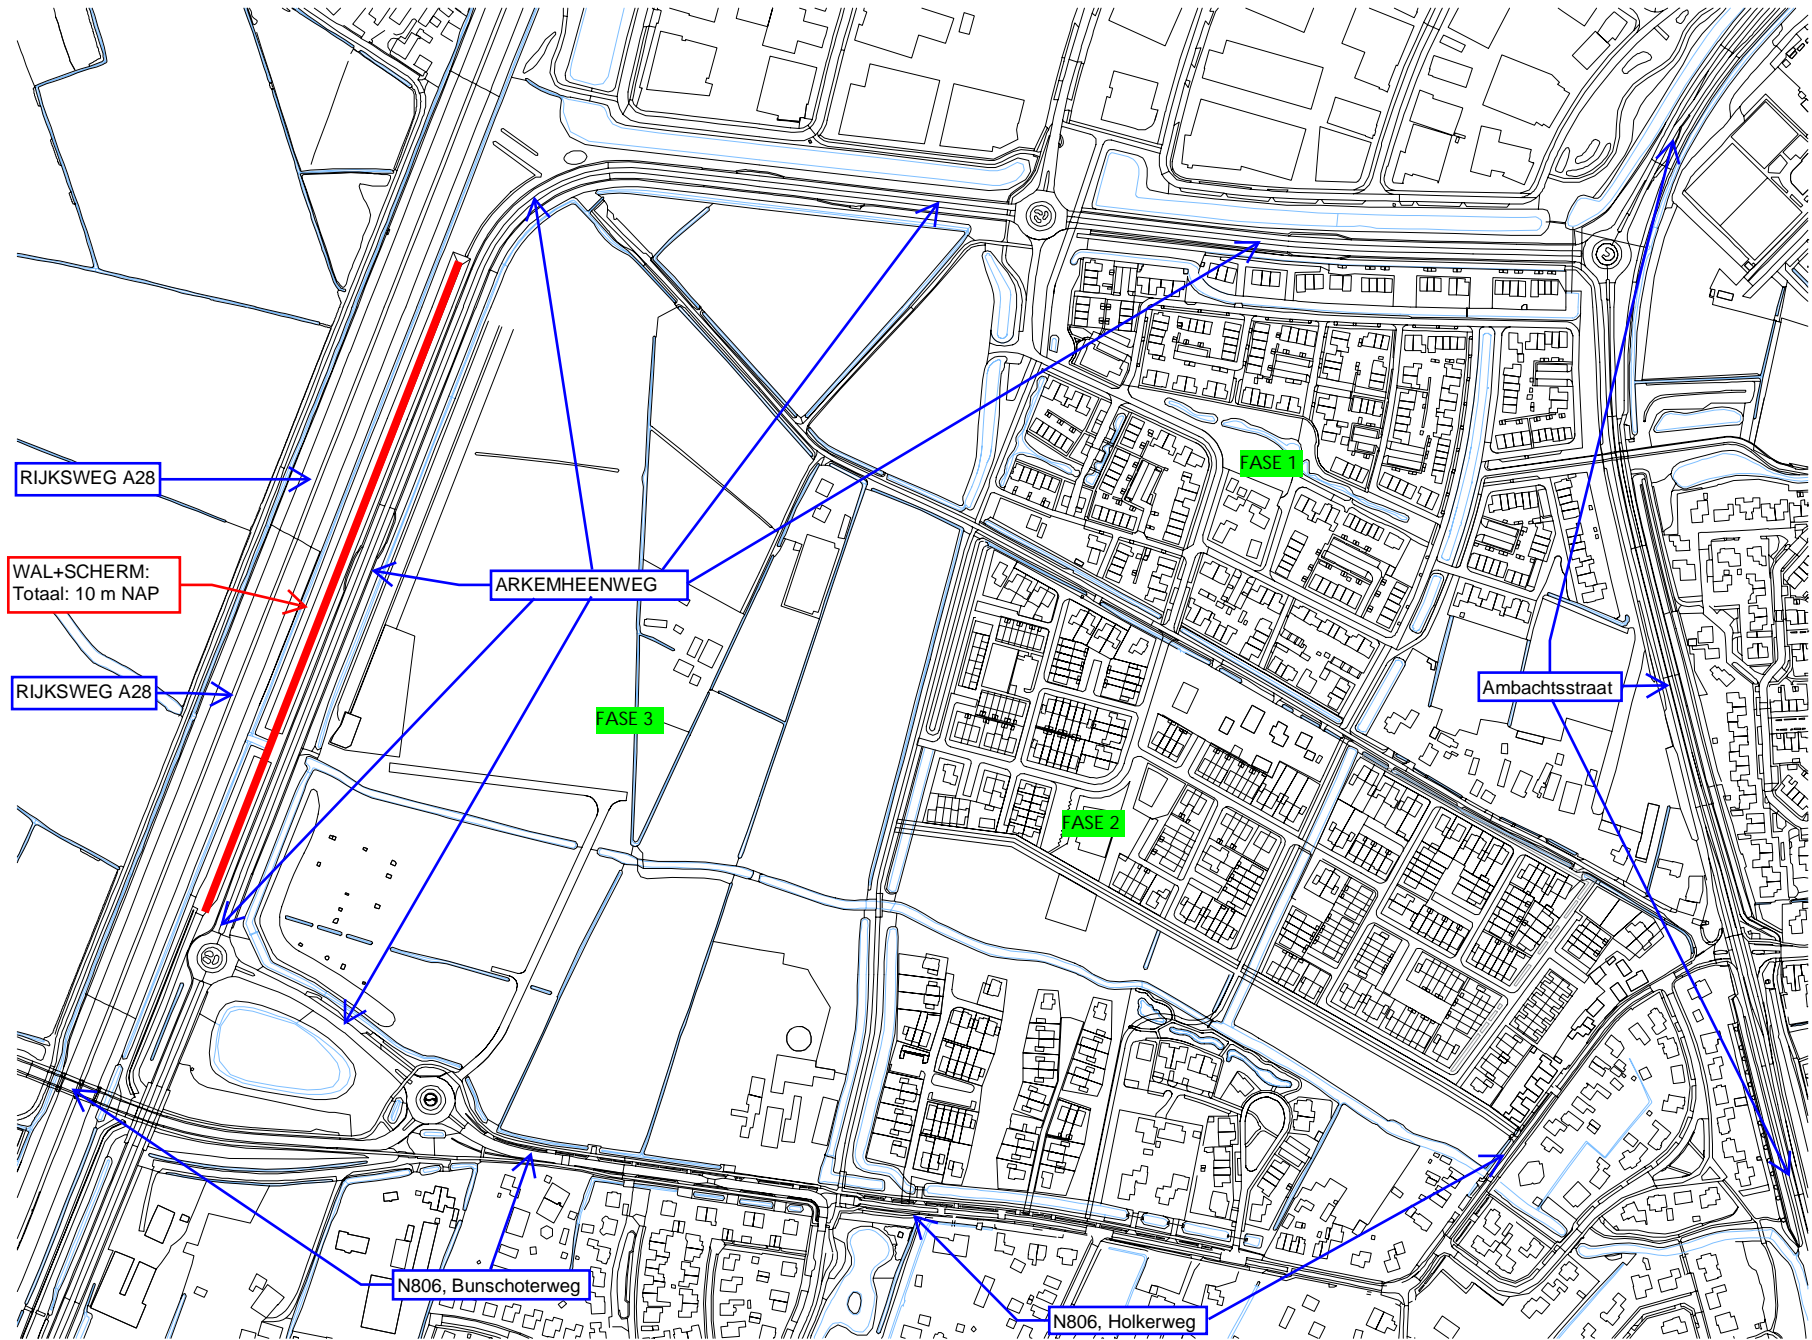 FASE 1
RIJKSWEG A28
WAL+SCHERM:
Totaal: 10 m NAP
ARKEMHEENWEG
RIJKSWEG A28
Ambachtsstraat
FASE 3
FASE 2
N806, Bunschoterweg
N806, Holkerweg